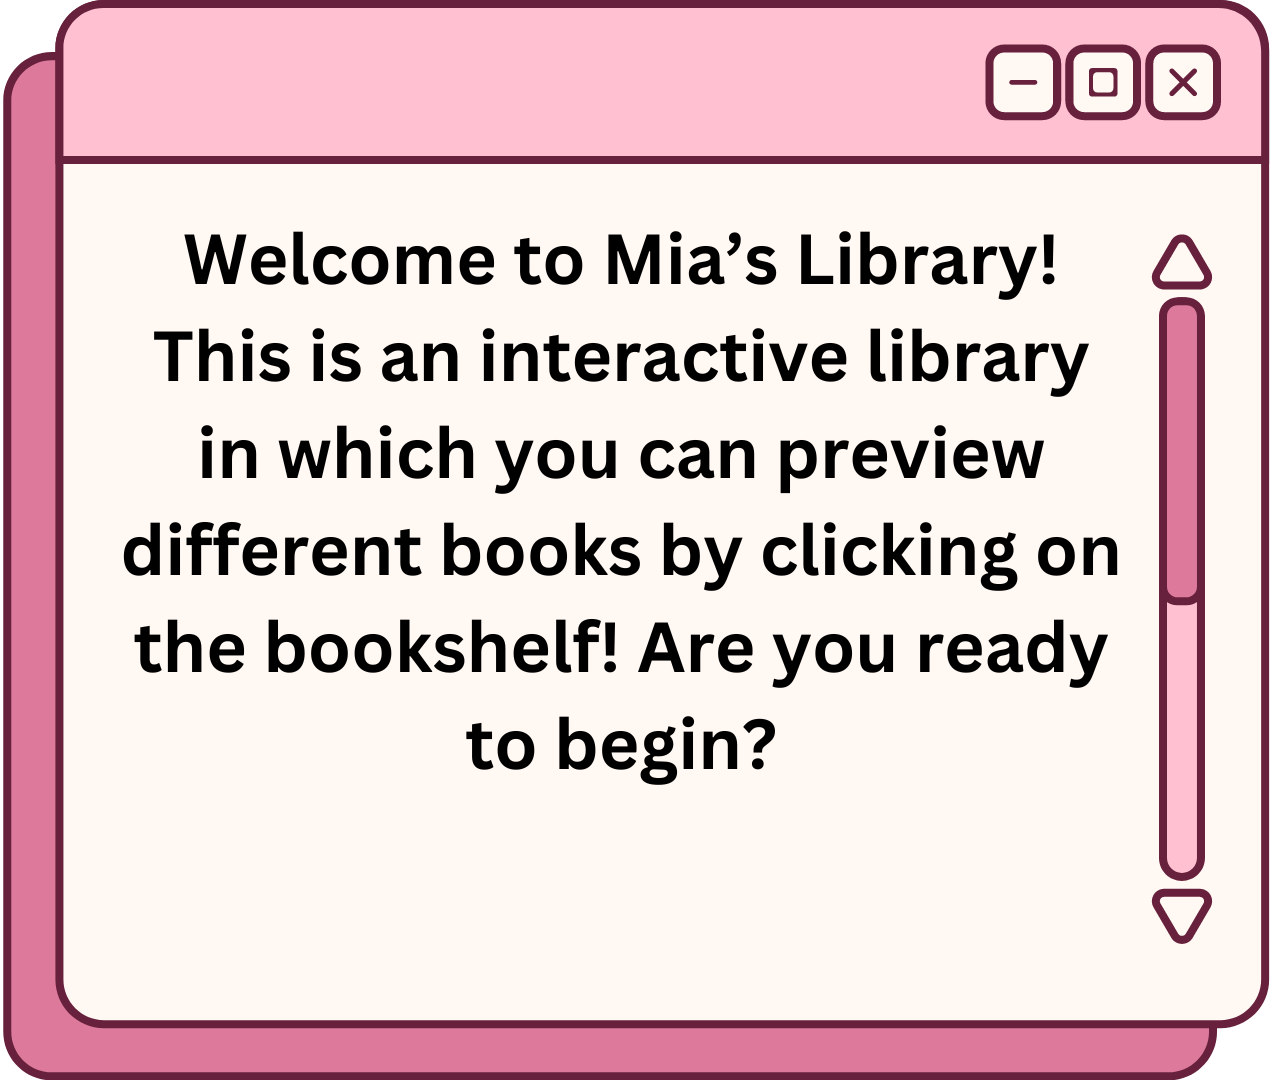 Welcome to Mia’s Library!
This is an interactive library
in which you can preview
different books by clicking on
the bookshelf! Are you ready
to begin?